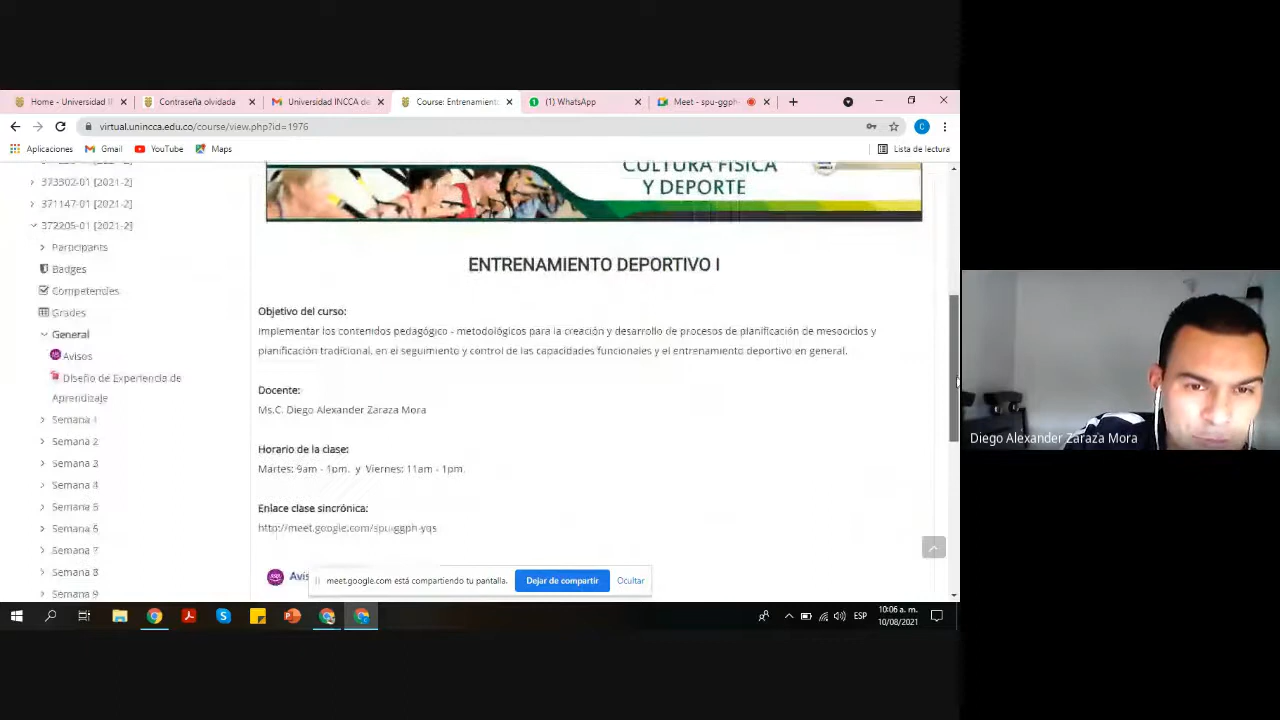 Home - Universidad I
Contraseña olvidada
Universidad INCCA de
Course: Entrenamiento
(1) WhatsApp
Meet - spu-ggph-
virtual.unincca.edu.co/course/view.php?id=1976
Aplicaciones
Gmail
YouTube
Maps
Lista de lectura
CULTURA FÍSICA
Y DEPORTE
373302-01 [2021-2]
371147-01 [2021-2]
372205-01 [2021-2]
Participants
Badges
Competencies
Grades
General
Avisos
Diseño de Experiencia de
Aprendizaje
Semana 1
Semana 2
Semana 3
Semana 4
Semana 5
Semana 6
Semana 7
Semana 8
Semana 9
ENTRENAMIENTO DEPORTIVO I
Objetivo del curso:
Implementar los contenidos pedagógico - metodológicos para la creación y desarrollo de procesos de planificación de mesociclos y
planificación tradicional, en el seguimiento y control de las capacidades funcionales y el entrenamiento deportivo en general.
Docente:
Ms.C. Diego Alexander Zaraza Mora
Horario de la clase:
Martes: 9am - 1pm. y Viernes: 11am - 1pm.
Enlace clase sincrónica:
http://meet.google.com/spu-ggph-yqs
Avis
meet.google.com está compartiendo tu pantalla.
Dejar de compartir
Ocultar
ESP
10:06 a. m.
10/08/2021
Diego Alexander Zaraza Mora